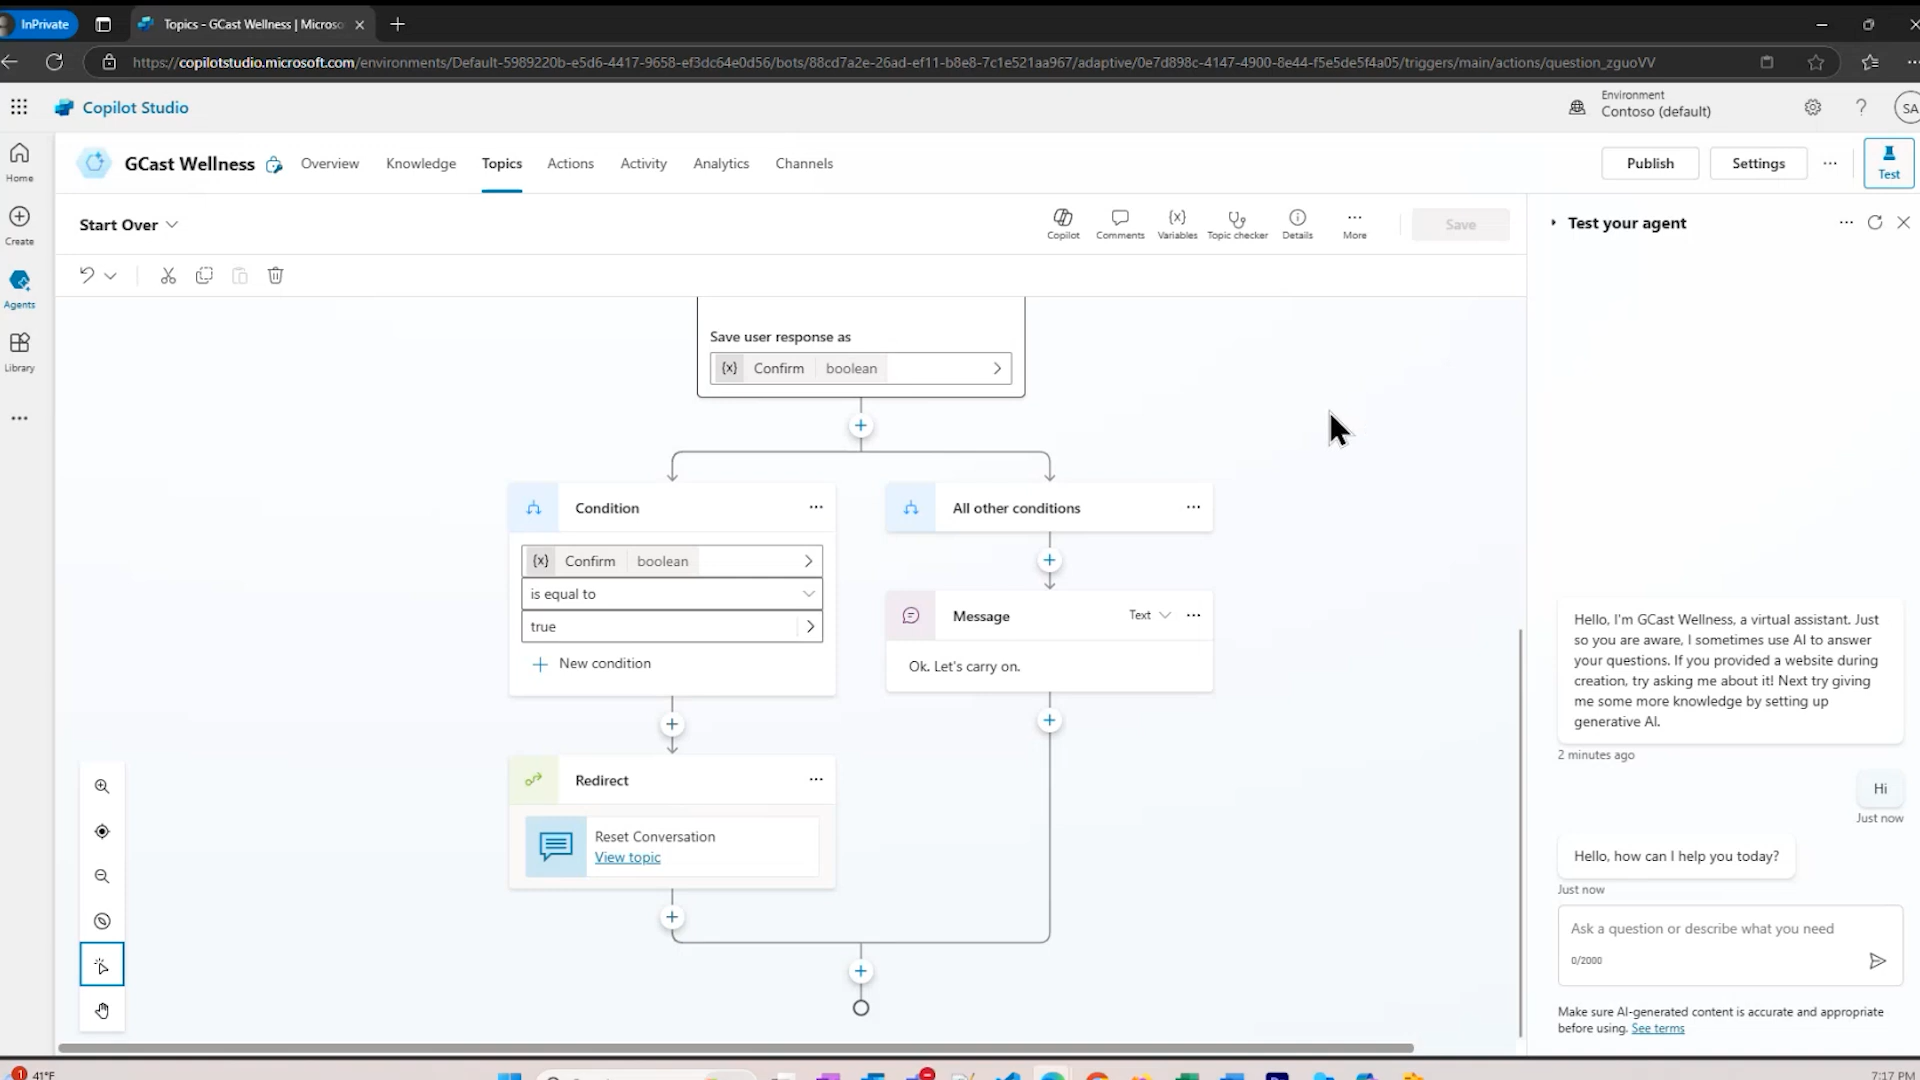 InPrivate
Topics - GCast Wellness | Microso
https://copilotstudio.microsoft.com/environments/Default-5989220b-e5d6-4417-9658-ef3dc64e0d56/bots/88cd7a2e-26ad-ef11-b8e8-7c1e521aa967/adaptive/0e7d898c-4147-4900-8e44-f5e5de5f4a05/triggers/main/actions/question_zguoVV
Copilot Studio
Environment
Contoso (default)
SA
Home
Create
Agents
Library
GCast Wellness
Overview
Knowledge
Topics
Actions
Activity
Analytics
Channels
Publish
Settings
Test
Start Over
Copilot
Comments
Variables
Topic checker
Details
More
Save
Save user response as
{x} Confirm boolean
Condition
{x} Confirm boolean
is equal to
true
New condition
All other conditions
Message
Text
Ok. Let's carry on.
Redirect
Reset Conversation
View topic
Test your agent
Hello, I'm GCast Wellness, a virtual assistant. Just
so you are aware, I sometimes use AI to answer
your questions. If you provided a website during
creation, try asking me about it! Next try giving
me some more knowledge by setting up
generative AI.
2 minutes ago
Hi
Just now
Hello, how can I help you today?
Just now
Ask a question or describe what you need
0/2000
Make sure AI-generated content is accurate and appropriate
before using. See terms
1
41°F
7:17 PM